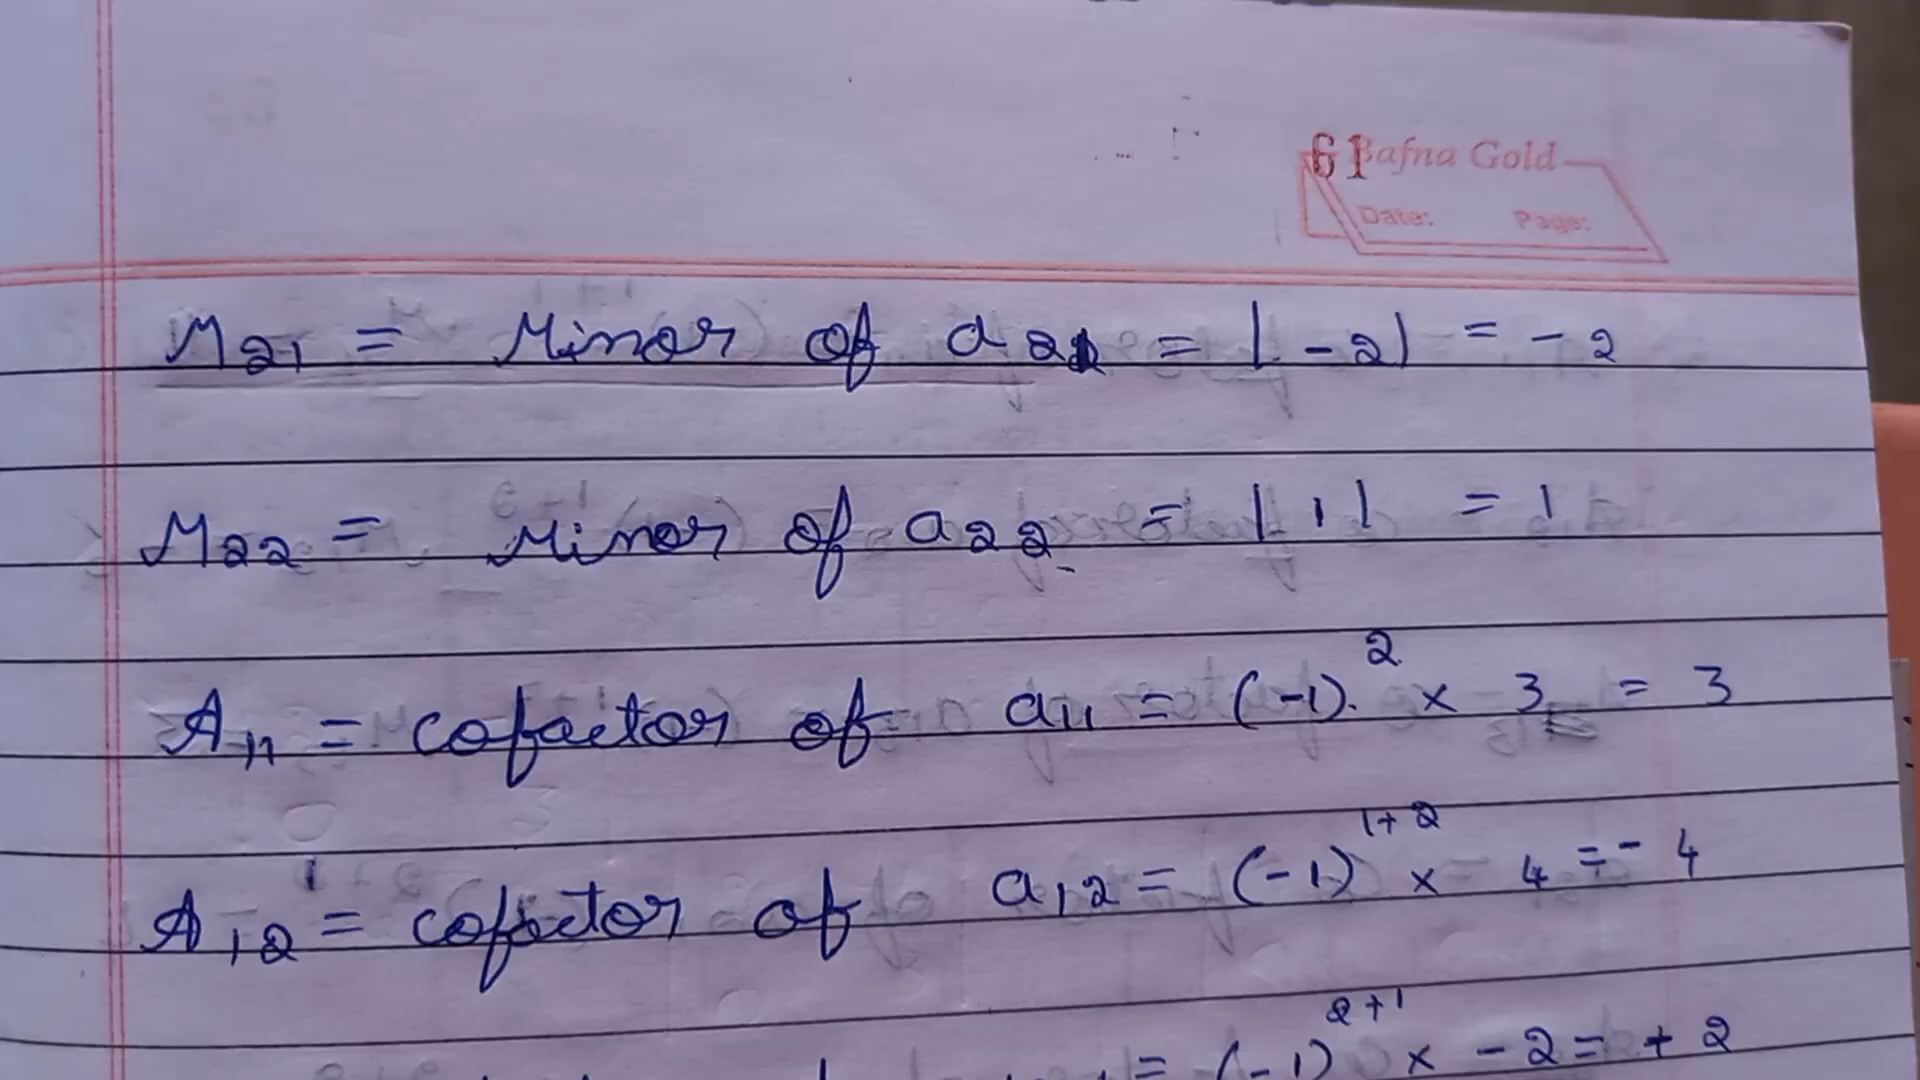 61
Bafna Gold
Date: Page:
M21 = Minor of a21 = |-2| = -2
M22 = Minor of a22 = |1| = 1
A11 = cofactor of a11 = (-1)² × 3 = 3
A12 = cofactor of a12 = (-1)¹⁺² × 4 = -4
= (-1)²⁺¹ × -2 = +2